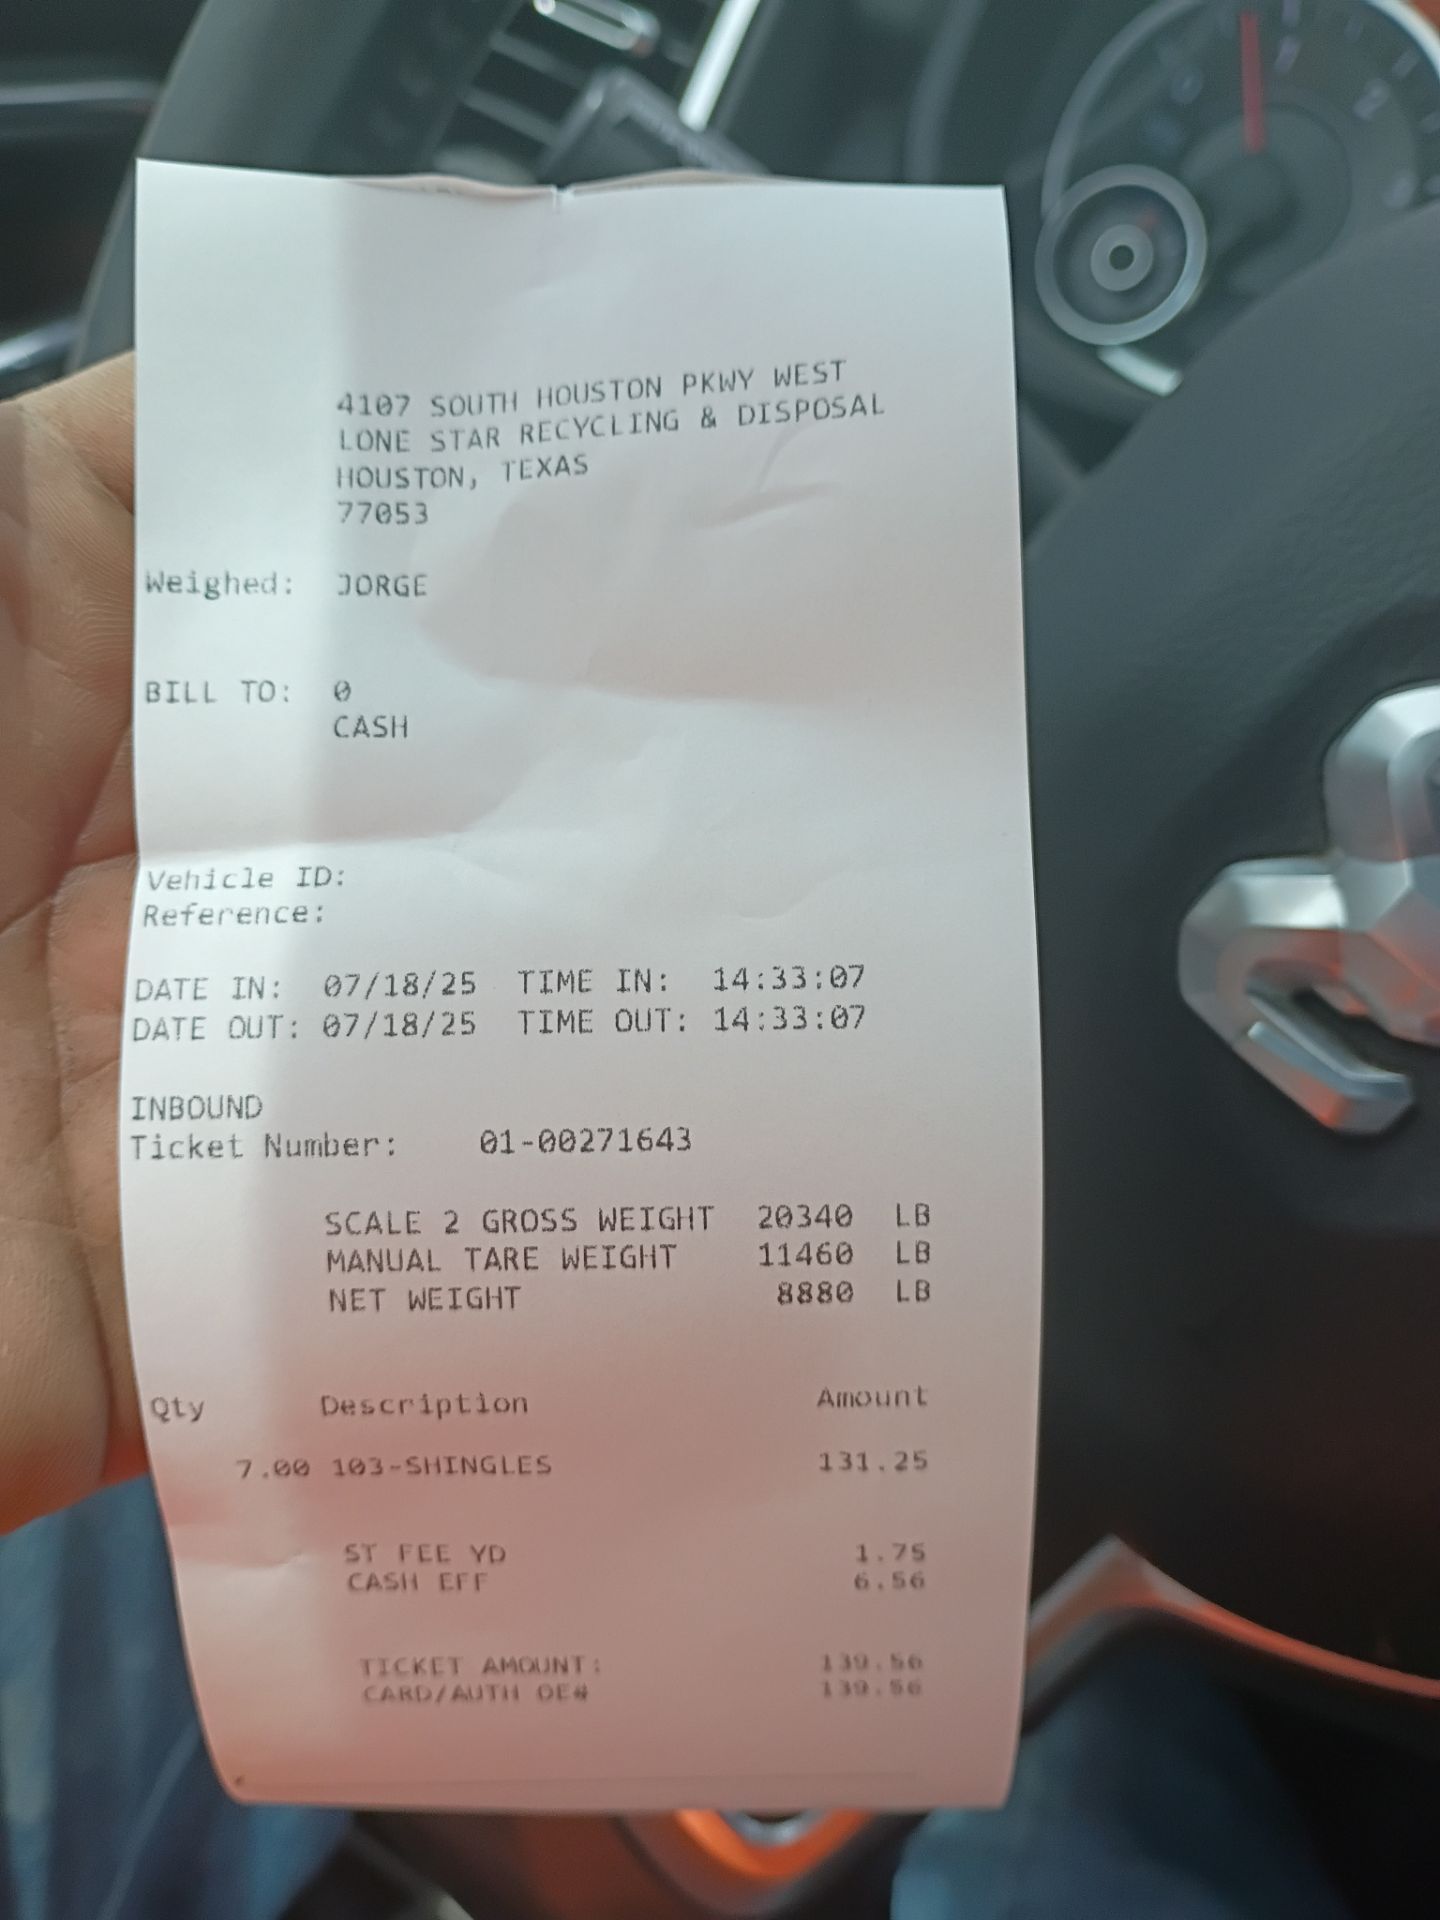 4107 SOUTH HOUSTON PKWY WEST
LONE STAR RECYCLING & DISPOSAL
HOUSTON, TEXAS
77053
Weighed: JORGE
BILL TO: 0
CASH
Vehicle ID:
Reference:
DATE IN: 07/18/25 TIME IN: 14:33:07
DATE OUT: 07/18/25 TIME OUT: 14:33:07
INBOUND
Ticket Number: 01-00271643
SCALE 2 GROSS WEIGHT 20340 LB
MANUAL TARE WEIGHT 11460 LB
NET WEIGHT 8880 LB
Qty Description Amount
7.00 103-SHINGLES 131.25
ST FEE YD 1.75
CASH EFF 6.56
TICKET AMOUNT: 139.56
CARD/AUTH 139.56